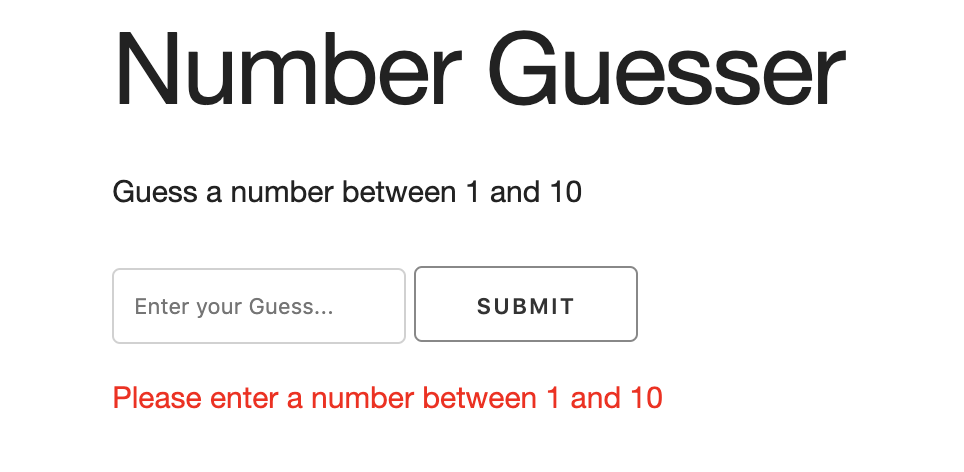 Number Guesser
Guess a number between 1 and 10
Enter your Guess...
SUBMIT
Please enter a number between 1 and 10